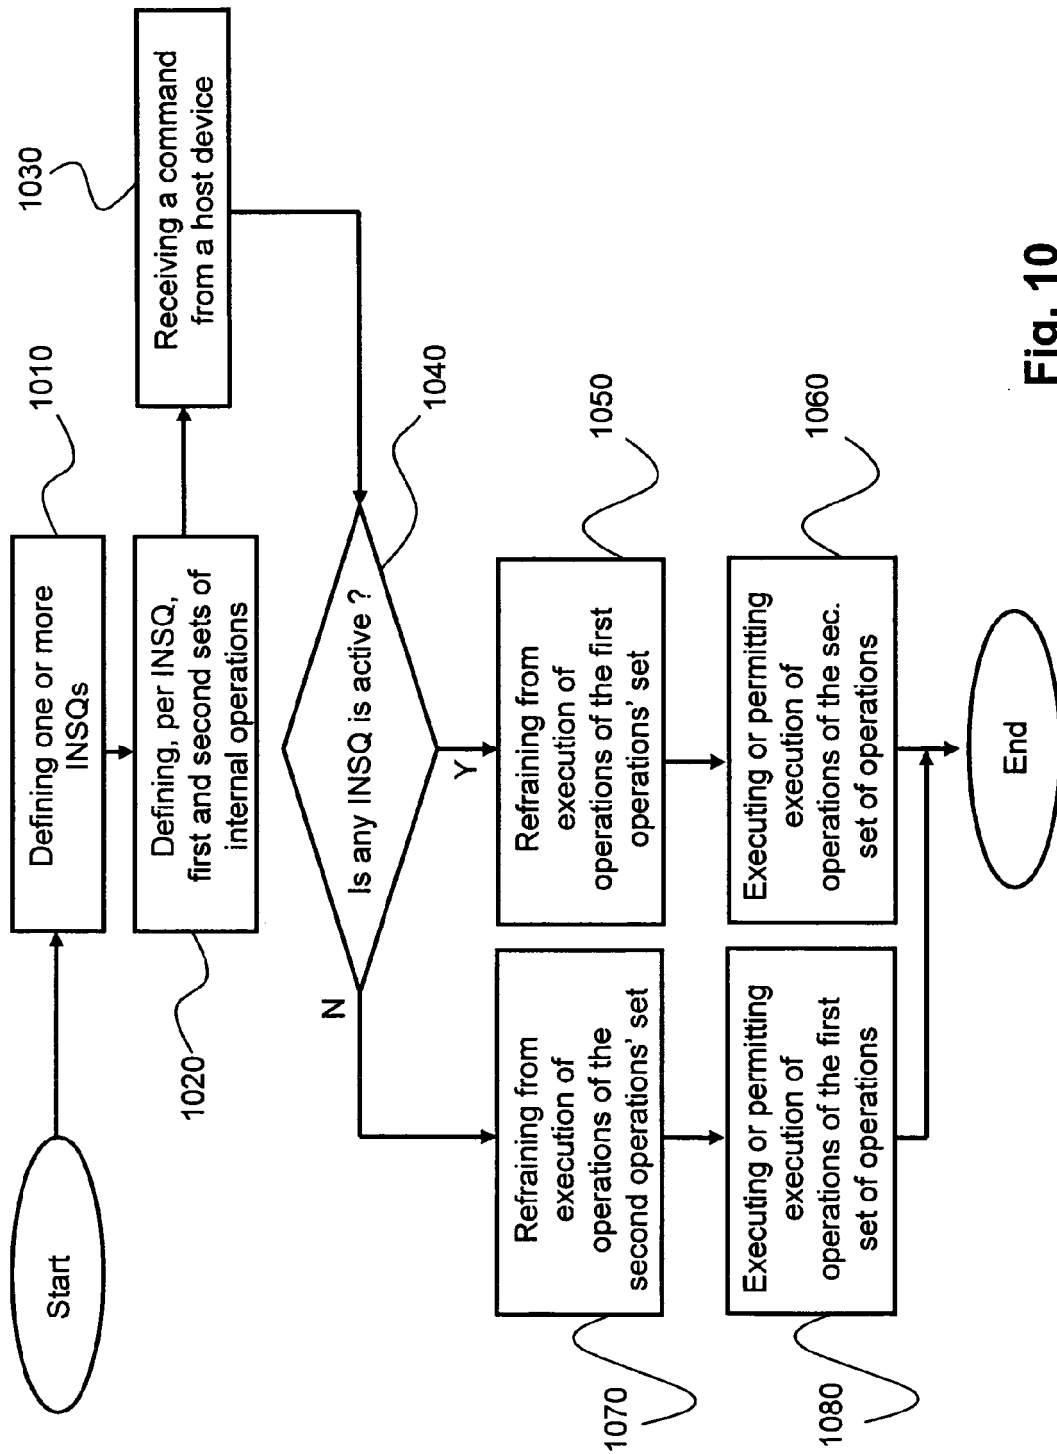 Start
Defining one or more
INSQs
1010
Defining, per INSQ,
first and second sets of
internal operations
1020
Receiving a command
from a host device
1030
Is any INSQ is active ?
1040
N
Y
Refraining from
execution of
operations of the
second operations' set
1070
Refraining from
execution of
operations of the first
operations' set
1050
Executing or permitting
execution of
operations of the first
set of operations
1080
Executing or permitting
execution of
operations of the sec.
set of operations
1060
End
Fig. 10